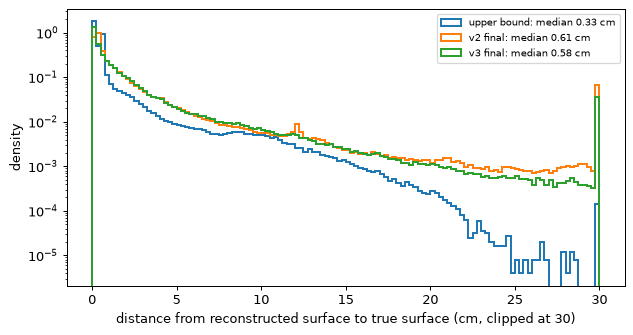 upper bound: median 0.33 cm
v2 final: median 0.61 cm
v3 final: median 0.58 cm
density
10⁰
10⁻¹
10⁻²
10⁻³
10⁻⁴
10⁻⁵
0 5 10 15 20 25 30
distance from reconstructed surface to true surface (cm, clipped at 30)